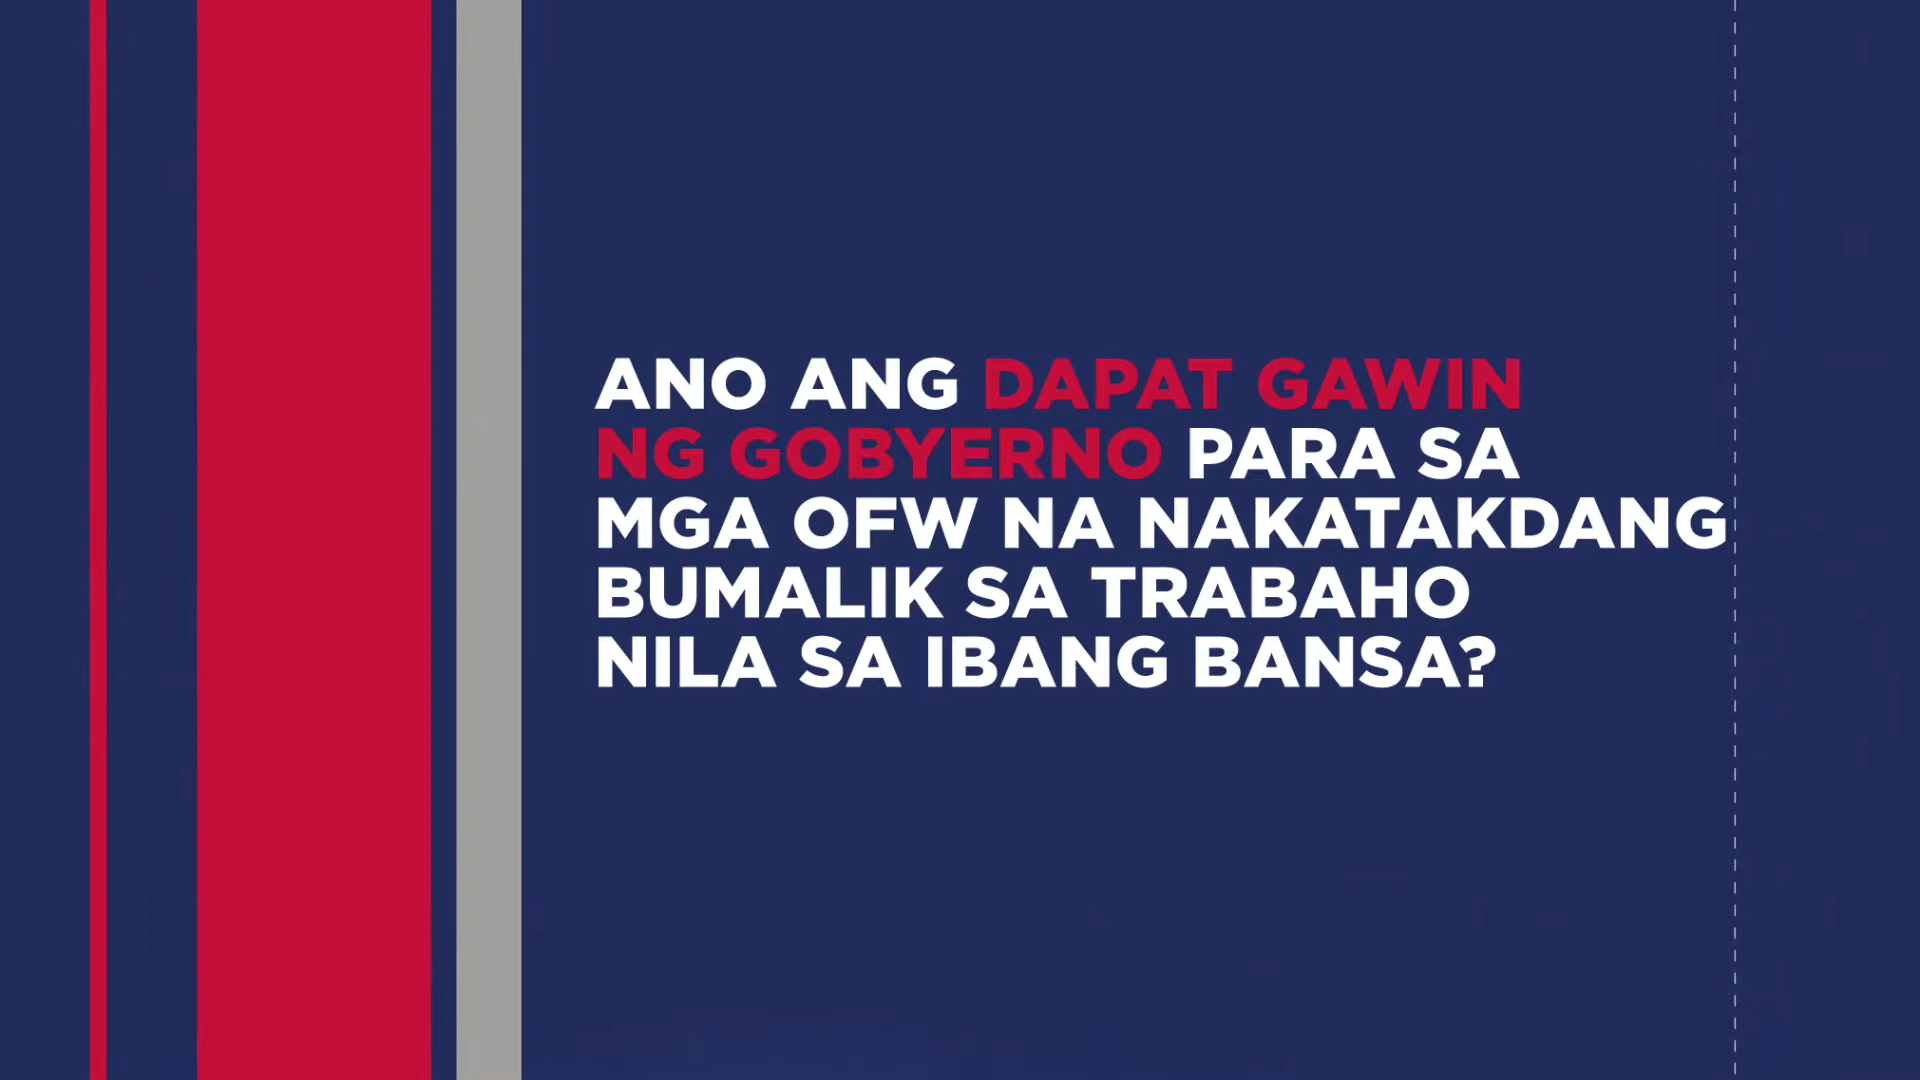 ANO ANG DAPAT GAWIN
NG GOBYERNO PARA SA
MGA OFW NA NAKATAKDANG
BUMALIK SA TRABAHO
NILA SA IBANG BANSA?